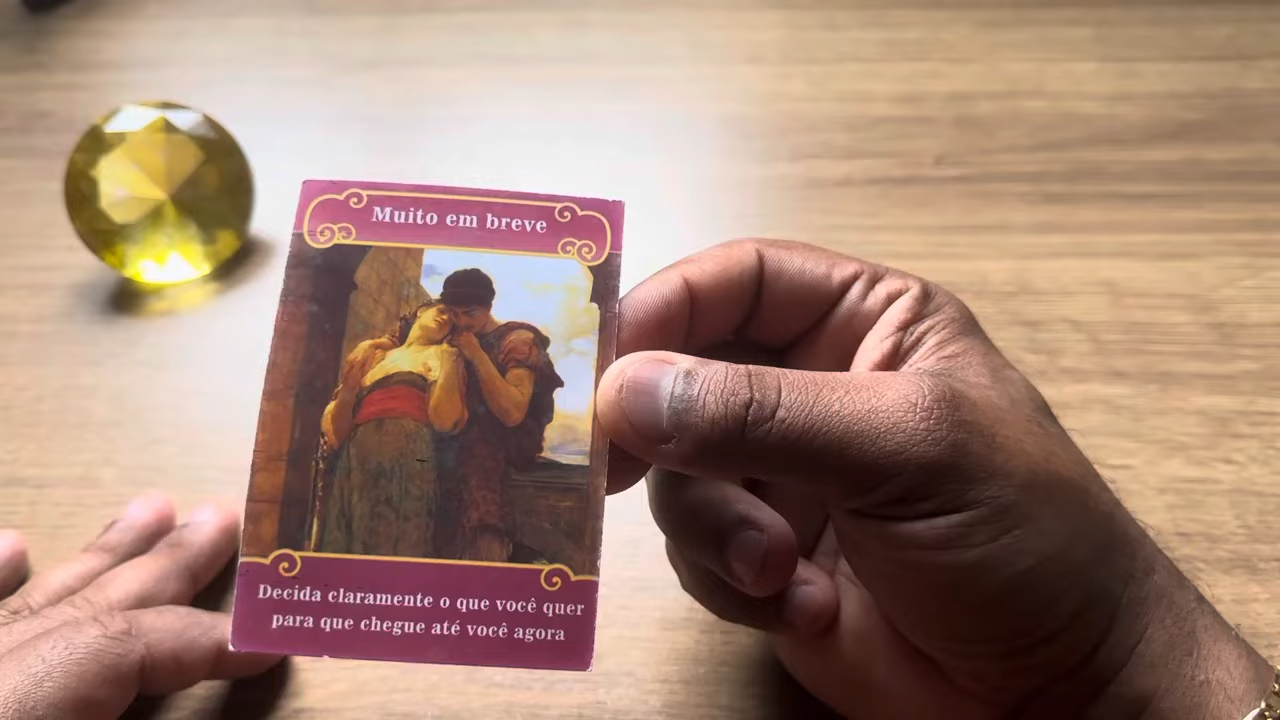 Muito em breve
Decida claramente o que você quer
para que chegue até você agora